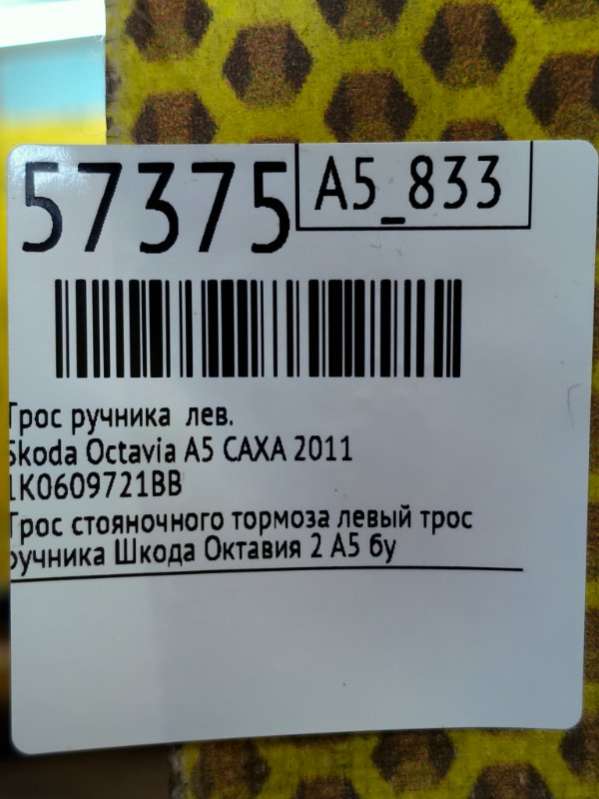 57375
A5_833
Трос ручника лев.
Skoda Octavia A5 CAXA 2011
1K0609721BB
Трос стояночного тормоза левый трос
ручника Шкода Октавия 2 А5 бу